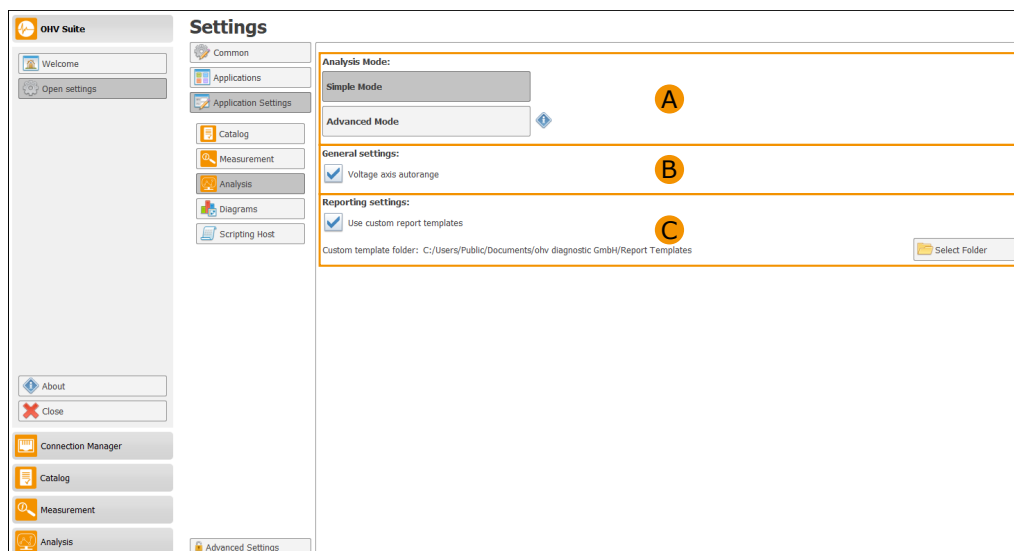 OHV Suite
Welcome
Open settings
About
Close
Connection Manager
Catalog
Measurement
Analysis
Settings
Common
Applications
Application Settings
Catalog
Measurement
Analysis
Diagrams
Scripting Host
Advanced Settings
Analysis Mode:
Simple Mode
Advanced Mode
A
General settings:
Voltage axis autorange
B
Reporting settings:
Use custom report templates
C
Custom template folder: C:/Users/Public/Documents/ohv diagnostic GmbH/Report Templates
Select Folder